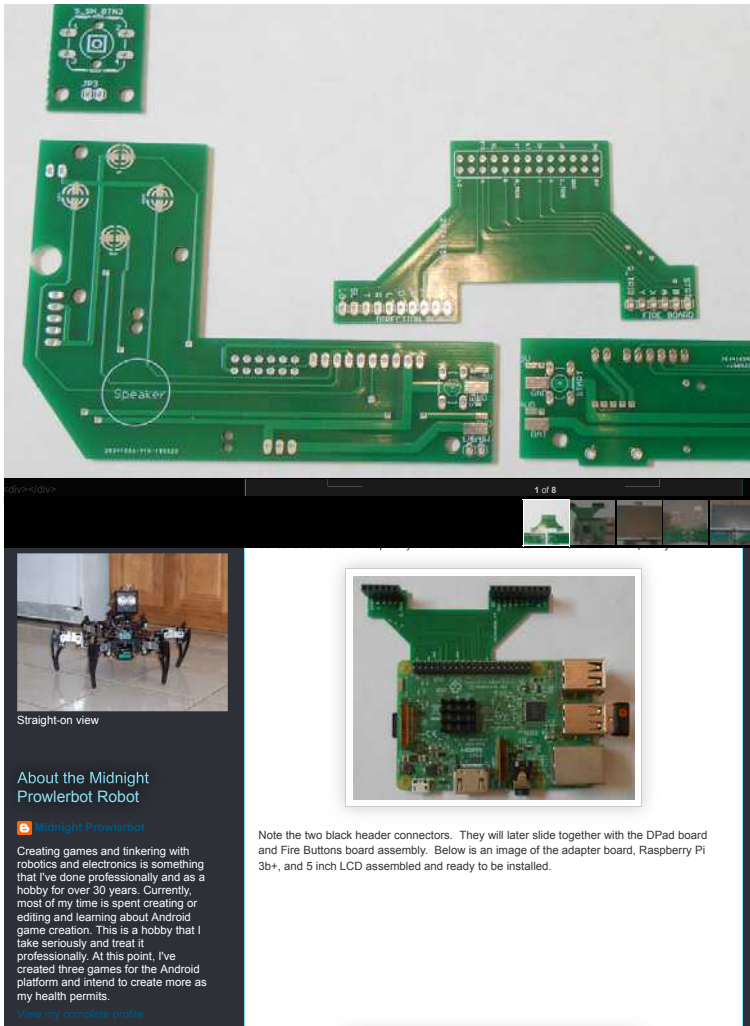 S_SH_BTN2
JP3
Speaker
FIRE BOARD
START
GND
BAT
<div></div>
1 of 8
Straight-on view
About the Midnight
Prowlerbot Robot
Midnight Prowlerbot
Creating games and tinkering with
robotics and electronics is something
that I've done professionally and as a
hobby for over 30 years. Currently,
most of my time is spent creating or
editing and learning about Android
game creation. This is a hobby that I
take seriously and treat it
professionally. At this point, I've
created three games for the Android
platform and intend to create more as
my health permits.
View my complete profile
Note the two black header connectors.  They will later slide together with the DPad board
and Fire Buttons board assembly.  Below is an image of the adapter board, Raspberry Pi
3b+, and 5 inch LCD assembled and ready to be installed.